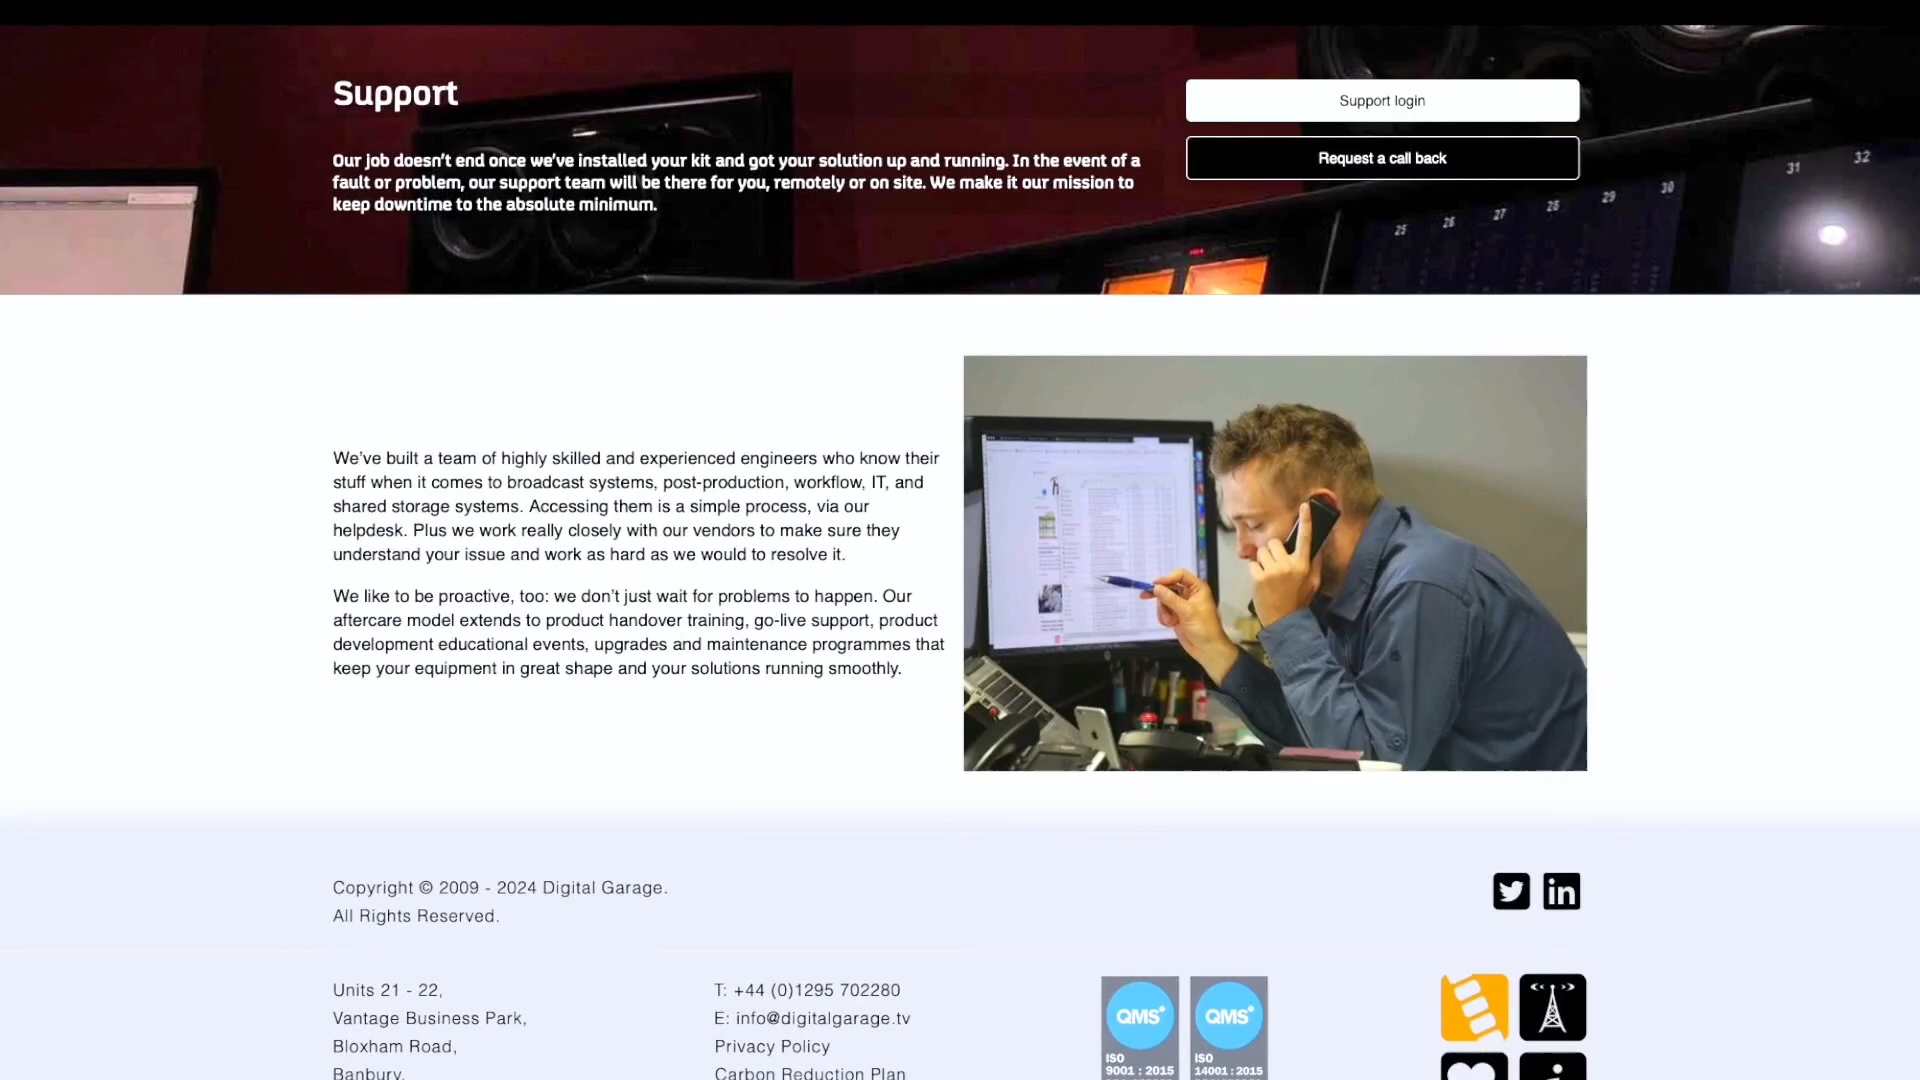 Support
Support login
Request a call back
Our job doesn't end once we've installed your kit and got your solution up and running. In the event of a
fault or problem, our support team will be there for you, remotely or on site. We make it our mission to
keep downtime to the absolute minimum.
25 26 27 28 29 30 31 32
We've built a team of highly skilled and experienced engineers who know their
stuff when it comes to broadcast systems, post-production, workflow, IT, and
shared storage systems. Accessing them is a simple process, via our
helpdesk. Plus we work really closely with our vendors to make sure they
understand your issue and work as hard as we would to resolve it.
We like to be proactive, too: we don't just wait for problems to happen. Our
aftercare model extends to product handover training, go-live support, product
development educational events, upgrades and maintenance programmes that
keep your equipment in great shape and your solutions running smoothly.
Copyright © 2009 - 2024 Digital Garage.
All Rights Reserved.
in
Units 21 - 22,
Vantage Business Park,
Bloxham Road,
Banbury,
T: +44 (0)1295 702280
E: info@digitalgarage.tv
Privacy Policy
Carbon Reduction Plan
QMS
ISO
9001 : 2015
QMS
ISO
14001 : 2015